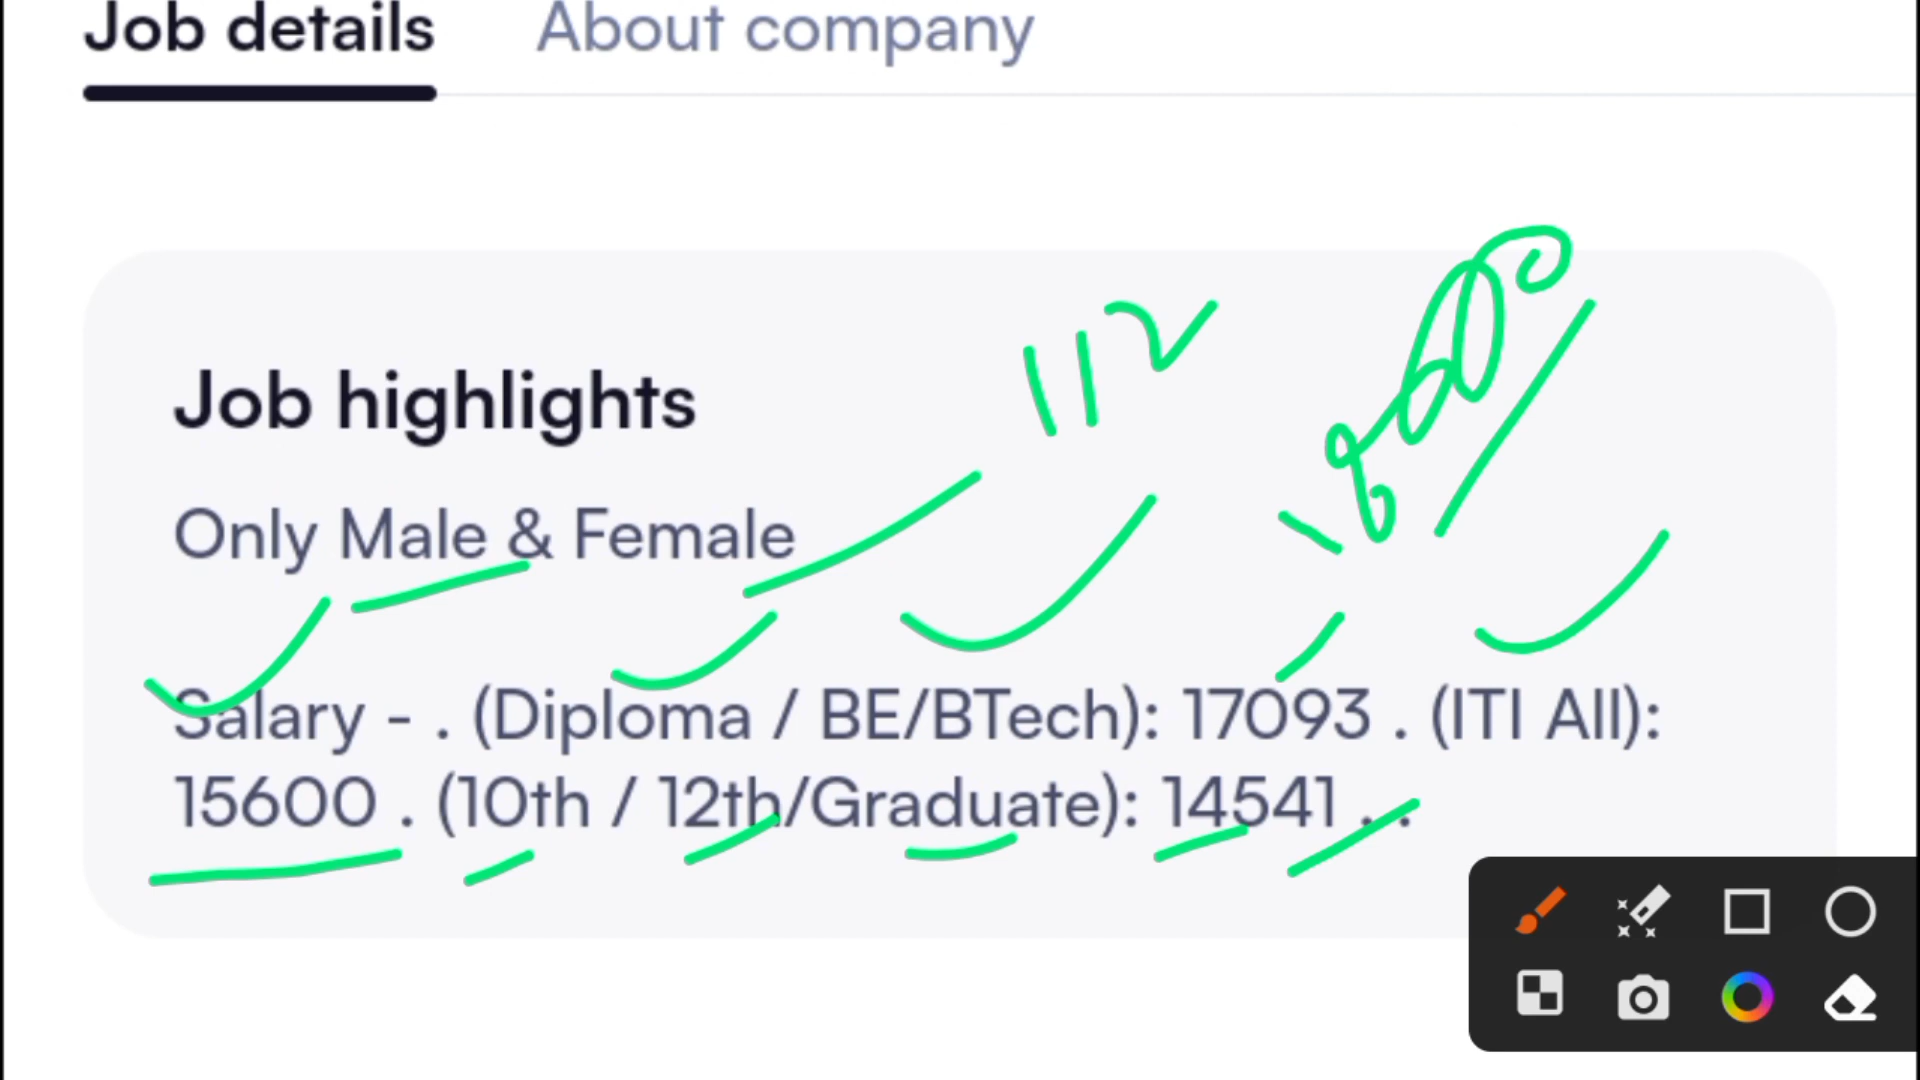 Job details About company
Job highlights
112
Only Male & Female
Salary - . (Diploma / BE/BTech): 17093 . (ITI All):
15600 . (10th / 12th/Graduate): 14541 . .